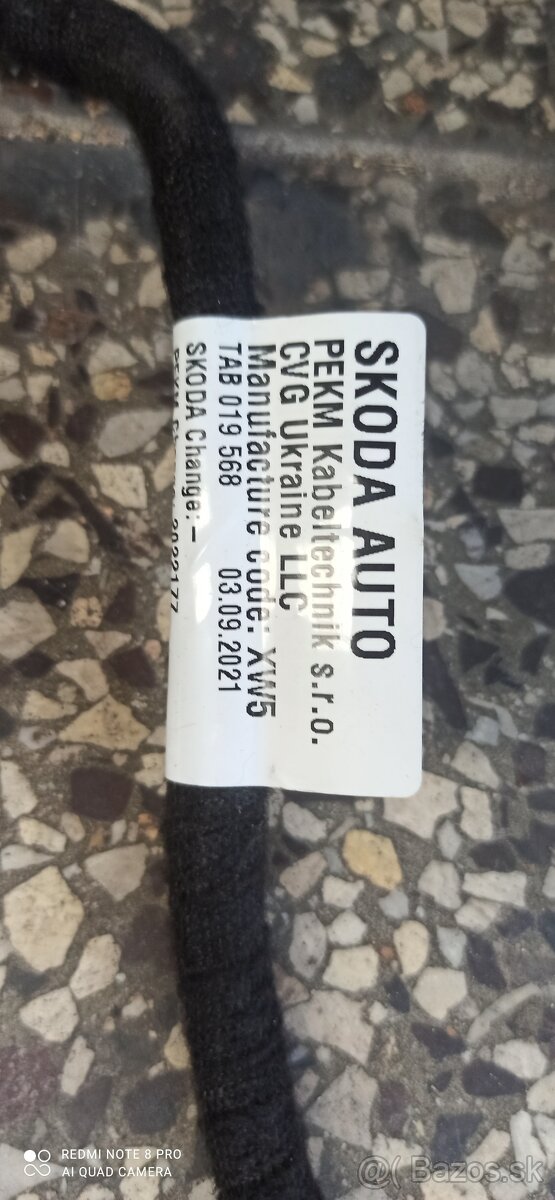 SKODA AUTO
PEKM Kabeltechnik s.r.o.
CVG Ukraine LLC
Manufacture code: XW5
TAB 019 568 03.09.2021
SKODA Change:-
2022177
REDMI NOTE 8 PRO
AI QUAD CAMERA
@ Bazos.sk